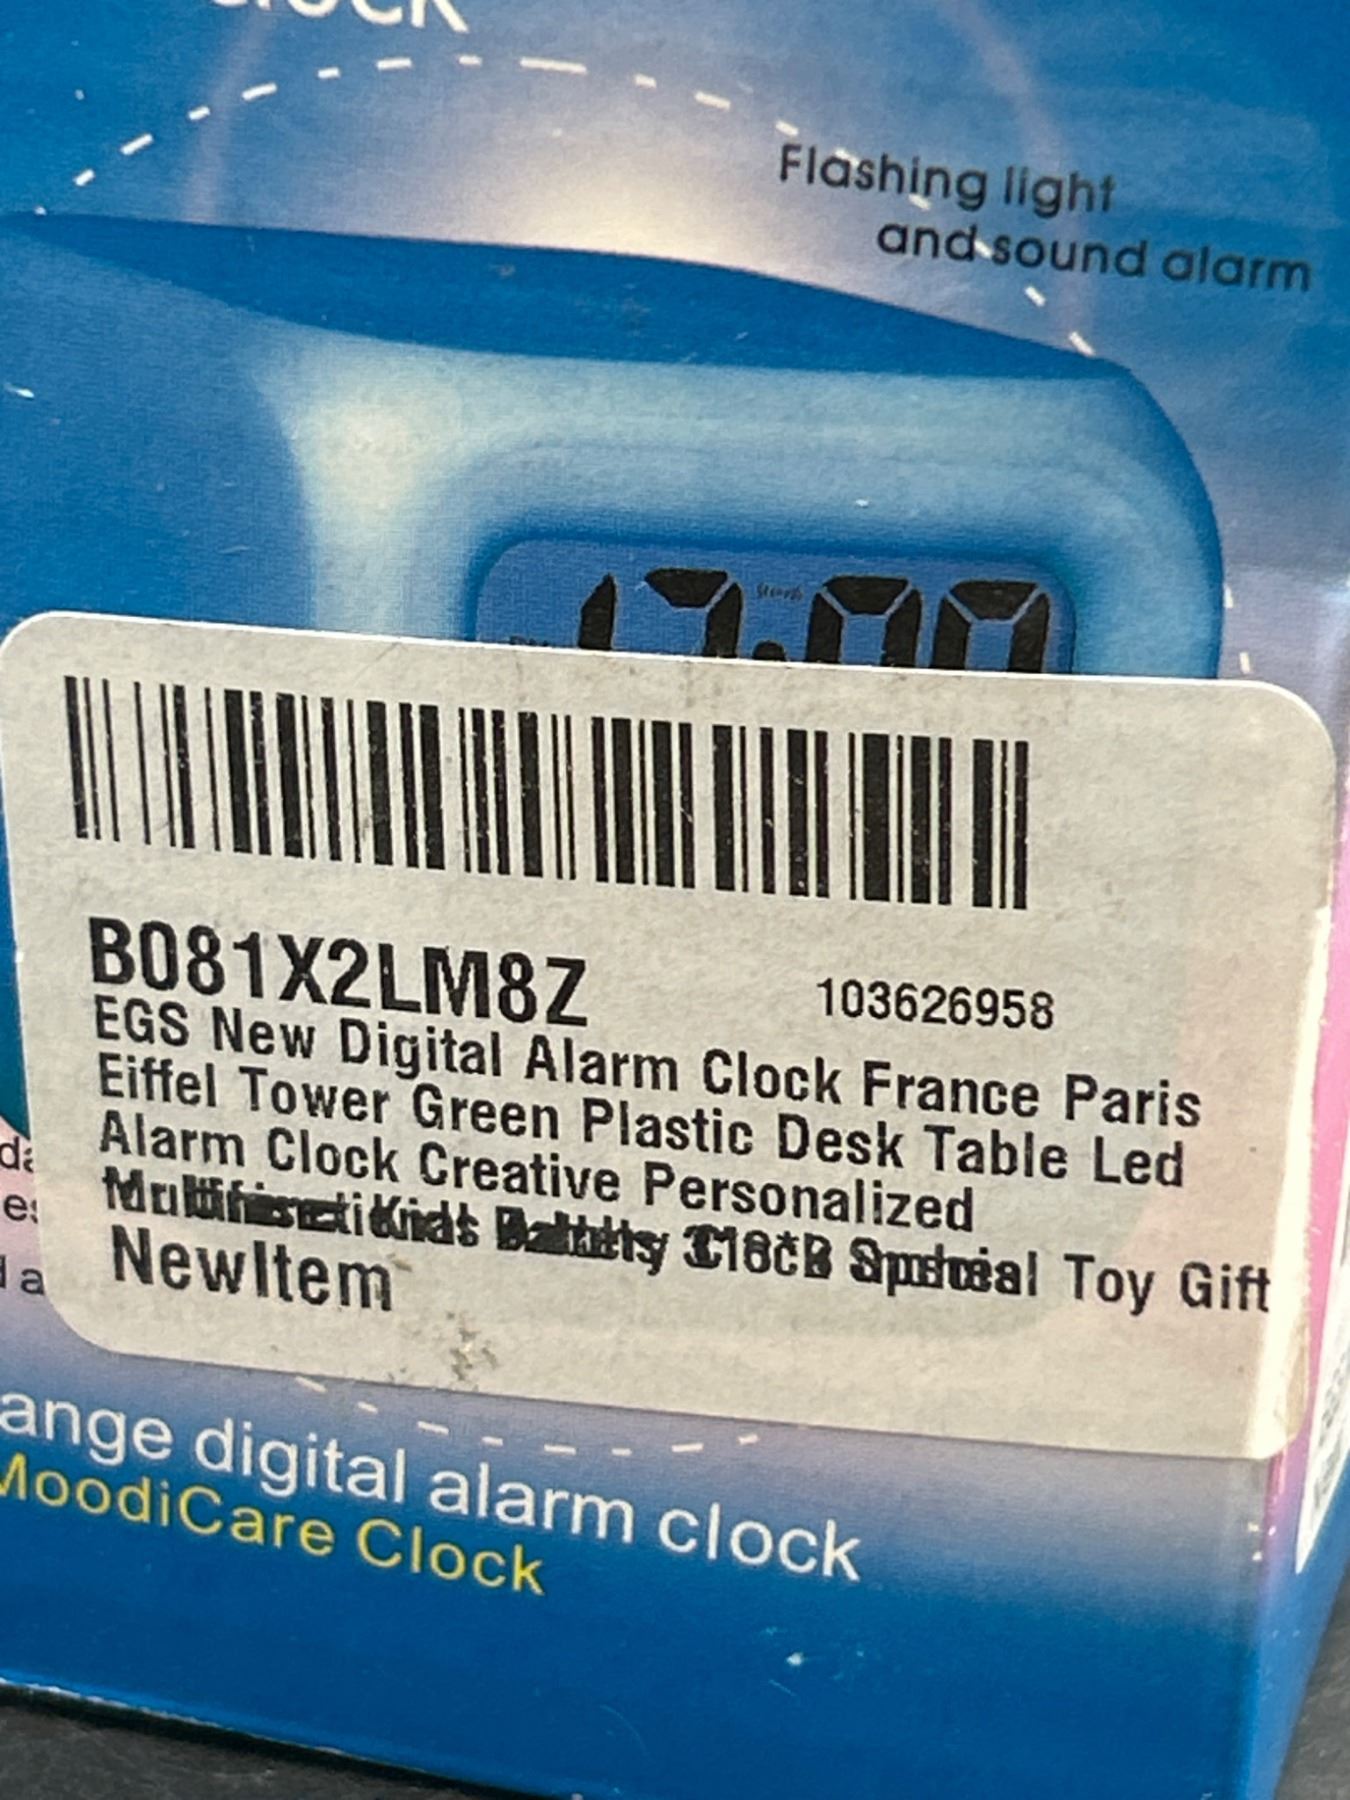 Flashing light
and sound alarm
B081X2LM8Z
103626958
EGS New Digital Alarm Clock France Paris
Eiffel Tower Green Plastic Desk Table Led
Alarm Clock Creative Personalized
Toy Gift
NewItem
ange digital alarm clock
MoodiCare Clock